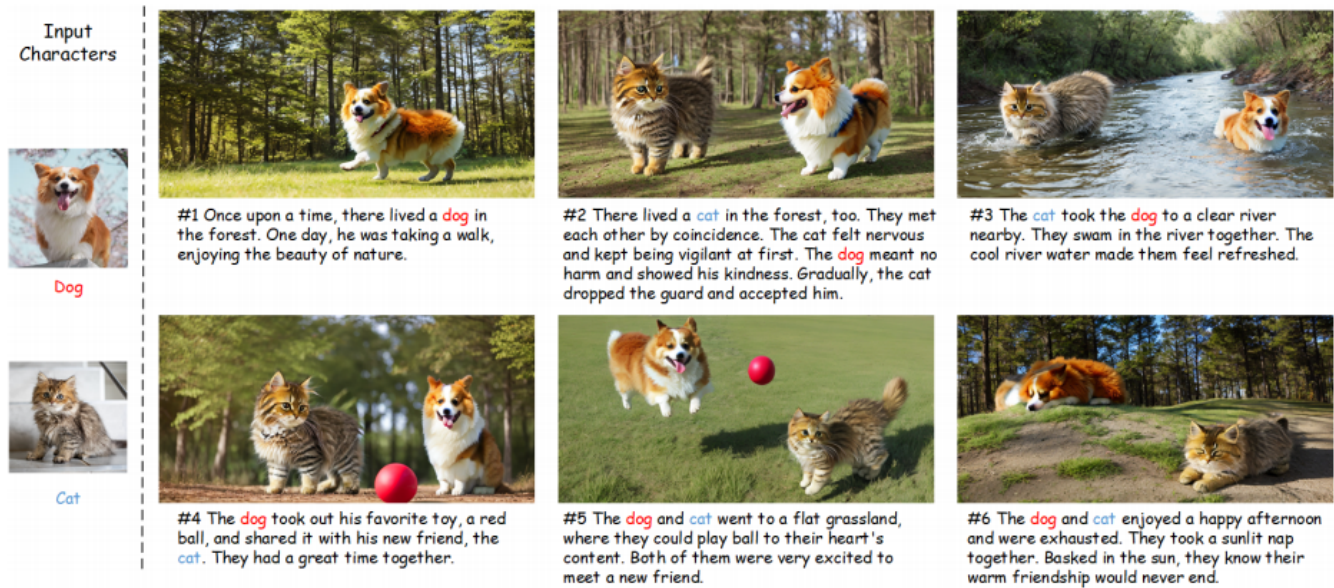 Input
Characters
Dog
Cat
#1 Once upon a time, there lived a dog in
the forest. One day, he was taking a walk,
enjoying the beauty of nature.
#2 There lived a cat in the forest, too. They met
each other by coincidence. The cat felt nervous
and kept being vigilant at first. The dog meant no
harm and showed his kindness. Gradually, the cat
dropped the guard and accepted him.
#3 The cat took the dog to a clear river
nearby. They swam in the river together. The
cool river water made them feel refreshed.
#4 The dog took out his favorite toy, a red
ball, and shared it with his new friend, the
cat. They had a great time together.
#5 The dog and cat went to a flat grassland,
where they could play ball to their heart's
content. Both of them were very excited to
meet a new friend.
#6 The dog and cat enjoyed a happy afternoon
and were exhausted. They took a sunlit nap
together. Basked in the sun, they know their
warm friendship would never end.